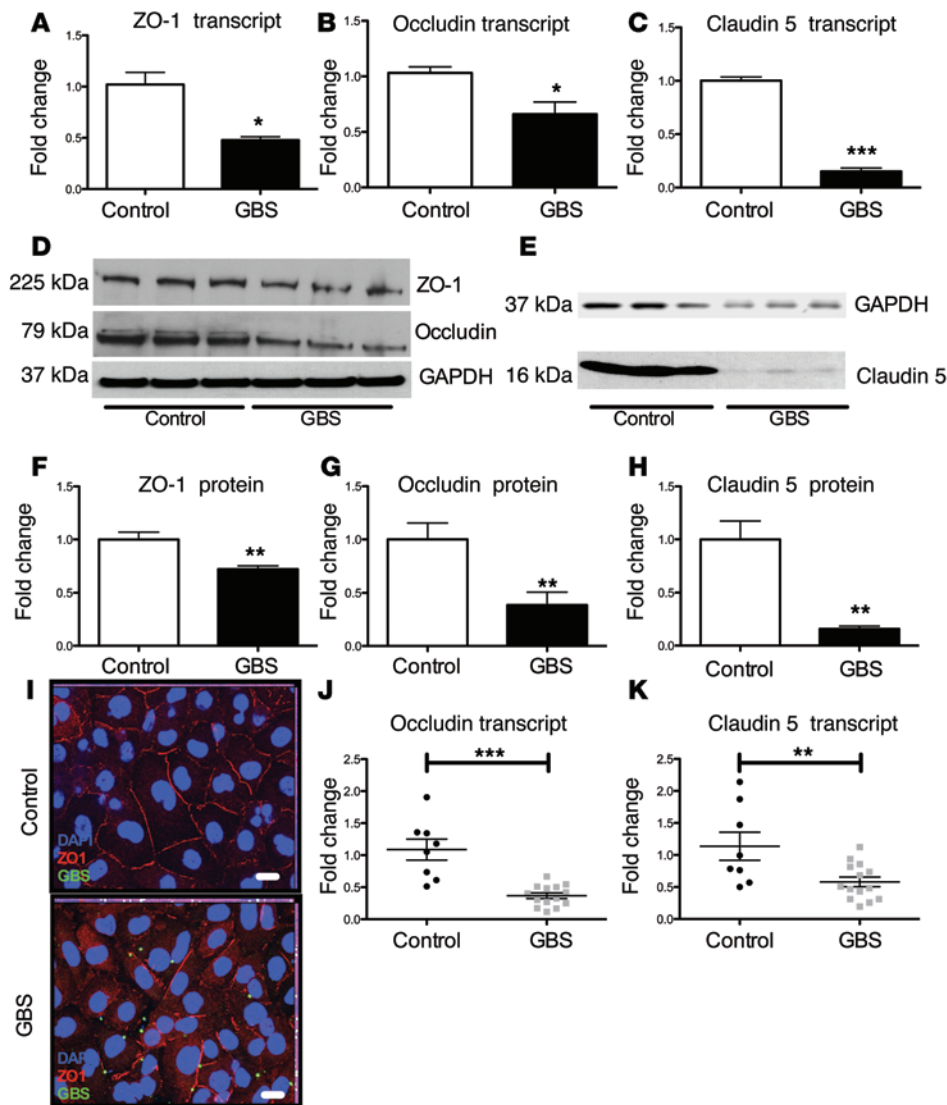 A ZO-1 transcript
Fold change
1.5
1.0
0.5
0.0
*
Control GBS
B Occludin transcript
Fold change
1.5
1.0
0.5
0.0
*
Control GBS
C Claudin 5 transcript
Fold change
1.5
1.0
0.5
0.0
***
Control GBS
D
225 kDa ZO-1
79 kDa Occludin
37 kDa GAPDH
Control GBS
E
37 kDa GAPDH
16 kDa Claudin 5
Control GBS
F ZO-1 protein
Fold change
1.5
1.0
0.5
0.0
**
Control GBS
G Occludin protein
Fold change
1.5
1.0
0.5
0.0
**
Control GBS
H Claudin 5 protein
Fold change
1.5
1.0
0.5
0.0
**
Control GBS
I
Control
DAPI
ZO1
GBS
GBS
DAPI
ZO1
GBS
J Occludin transcript
Fold change
2.5
2.0
1.5
1.0
0.5
0.0
***
Control GBS
K Claudin 5 transcript
Fold change
2.5
2.0
1.5
1.0
0.5
0.0
**
Control GBS